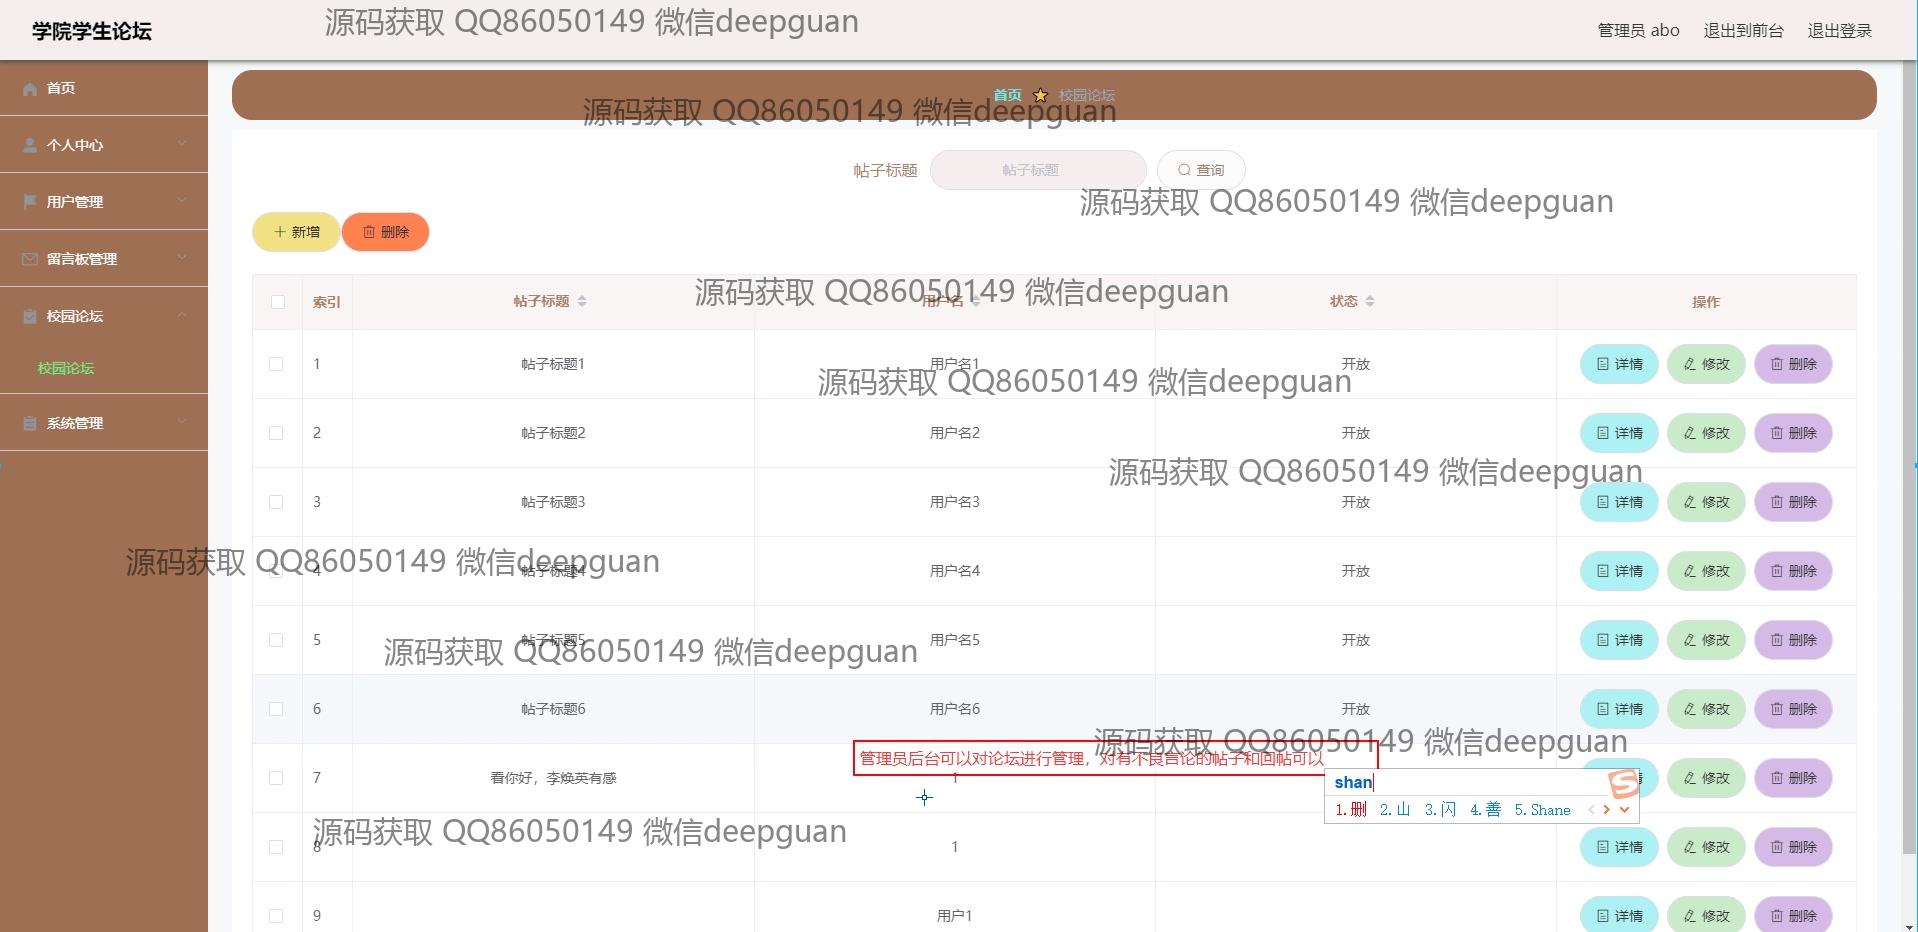 学院学生论坛
源码获取 QQ86050149 微信deepguan
管理员 abo 退出到前台 退出登录
首页
个人中心
用户管理
留言板管理
校园论坛
校园论坛
系统管理
首页 校园论坛
源码获取 QQ86050149 微信deepguan
帖子标题 帖子标题 查询
源码获取 QQ86050149 微信deepguan
新增 删除
索引 帖子标题 用户名 状态 操作
源码获取 QQ86050149 微信deepguan
1 帖子标题1 用户名1 开放 详情 修改 删除
源码获取 QQ86050149 微信deepguan
2 帖子标题2 用户名2 开放 详情 修改 删除
源码获取 QQ86050149 微信deepguan
3 帖子标题3 用户名3 开放 详情 修改 删除
源码获取 QQ86050149 微信deepguan
4 帖子标题4 用户名4 开放 详情 修改 删除
5 帖子标题5 用户名5 开放 详情 修改 删除
源码获取 QQ86050149 微信deepguan
6 帖子标题6 用户名6 开放 详情 修改 删除
源码获取 QQ86050149 微信deepguan
管理员后台可以对论坛进行管理，对有不良言论的帖子和回帖可以
7 看你好，李焕英有感 1 修改 删除
shan
1.删 2.山 3.闪 4.善 5.Shane
源码获取 QQ86050149 微信deepguan
8 1 详情 修改 删除
9 用户1 详情 修改 删除